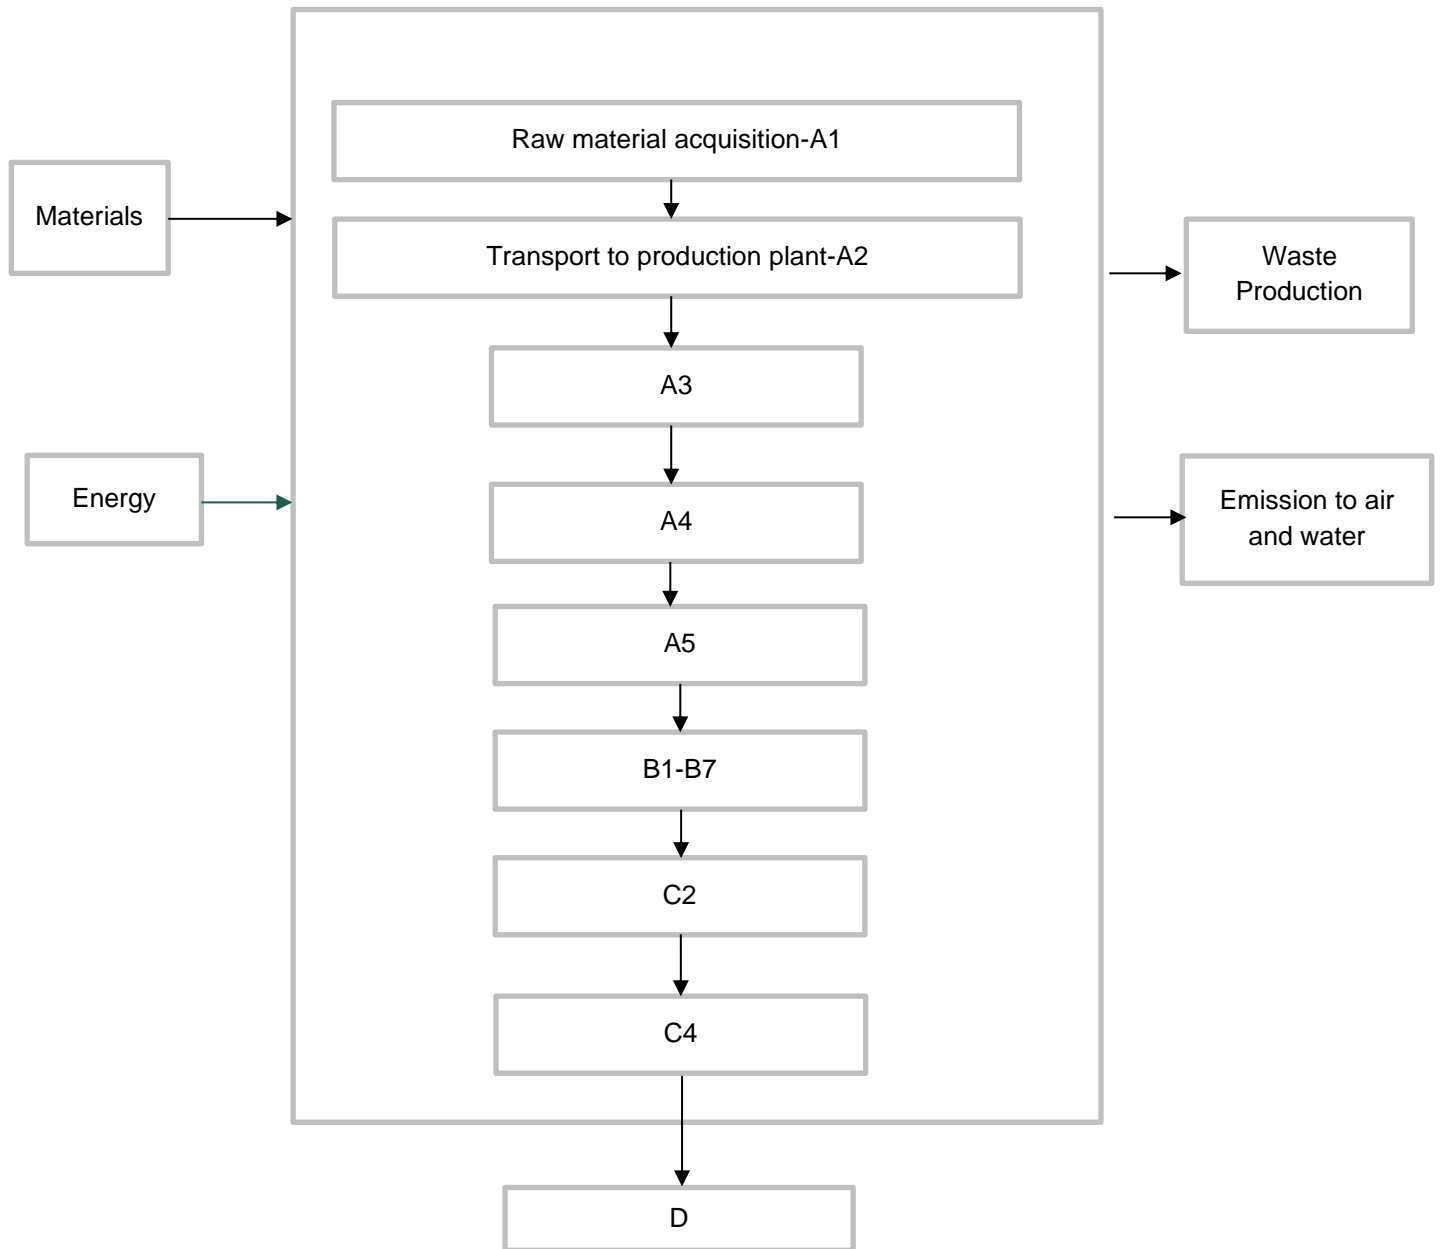 Raw material acquisition-A1
Materials
Transport to production plant-A2
Waste
Production
A3
Energy
A4
Emission to air
and water
A5
B1-B7
C2
C4
D